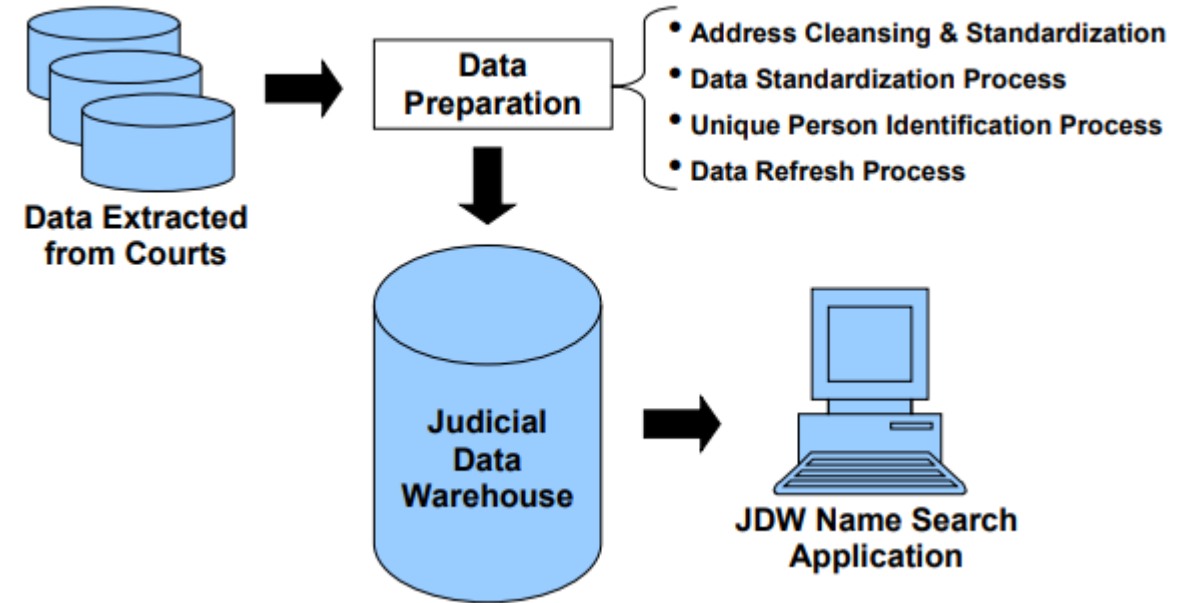 Data
Preparation
• Address Cleansing & Standardization
• Data Standardization Process
• Unique Person Identification Process
• Data Refresh Process
Data Extracted
from Courts
Judicial
Data
Warehouse
JDW Name Search
Application